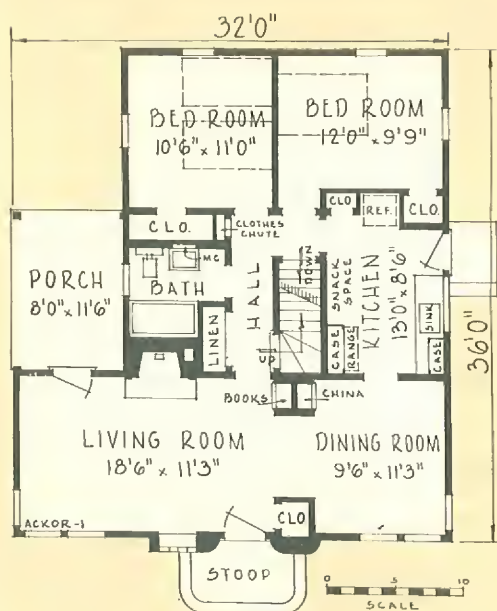 32'0"
BED ROOM
10'6" x 11'0"
BED ROOM
12'0" x 9'9"
CLO.
CLOTHES
CHUTE
CLO
REF.
CLO.
MC
BATH
PORCH
8'0" x 11'6"
LINEN
HALL
DOWN
UP
SNACK
SPACE
KITCHEN
13'0" x 8'6"
CASE
RANGE
SINK
CASE
36'0"
BOOKS
CHINA
LIVING ROOM
18'6" x 11'3"
DINING ROOM
9'6" x 11'3"
ACKOR-1
CLO
STOOP
0 5 10
SCALE